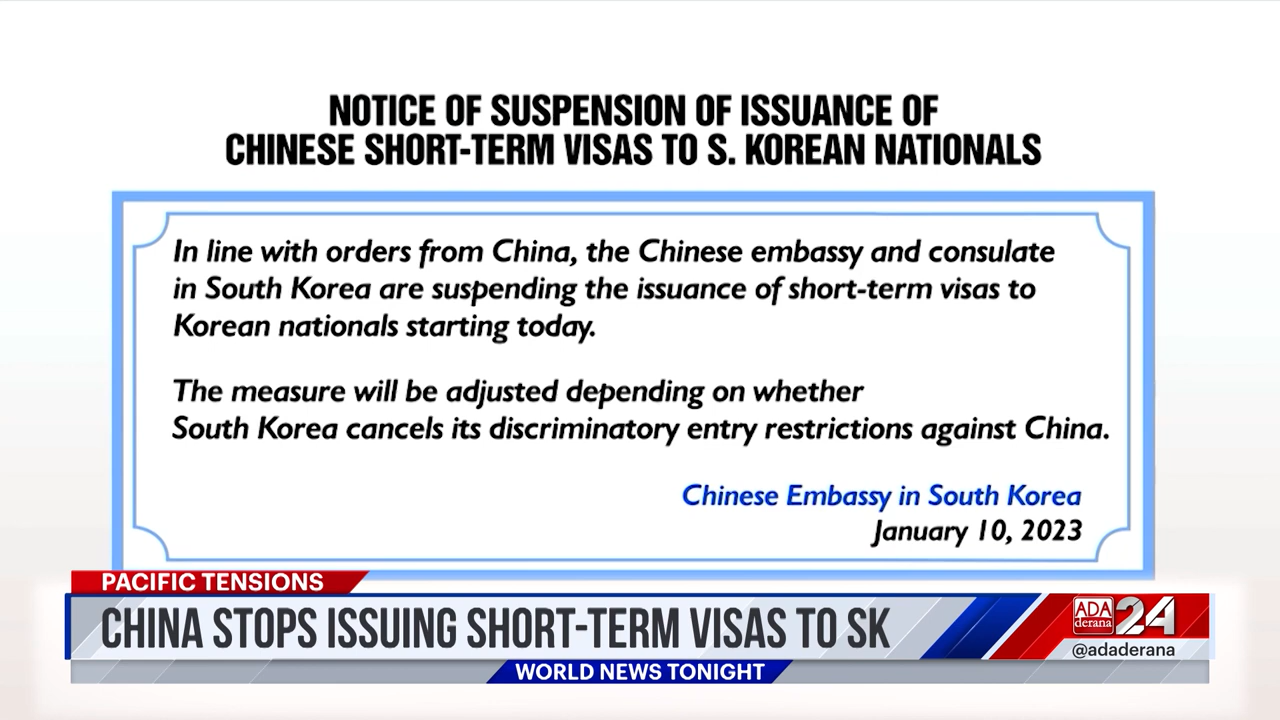 NOTICE OF SUSPENSION OF ISSUANCE OF
CHINESE SHORT-TERM VISAS TO S. KOREAN NATIONALS
In line with orders from China, the Chinese embassy and consulate
in South Korea are suspending the issuance of short-term visas to
Korean nationals starting today.
The measure will be adjusted depending on whether
South Korea cancels its discriminatory entry restrictions against China.
Chinese Embassy in South Korea
January 10, 2023
PACIFIC TENSIONS
CHINA STOPS ISSUING SHORT-TERM VISAS TO SK
ADA
derana
24
@adaderana
WORLD NEWS TONIGHT